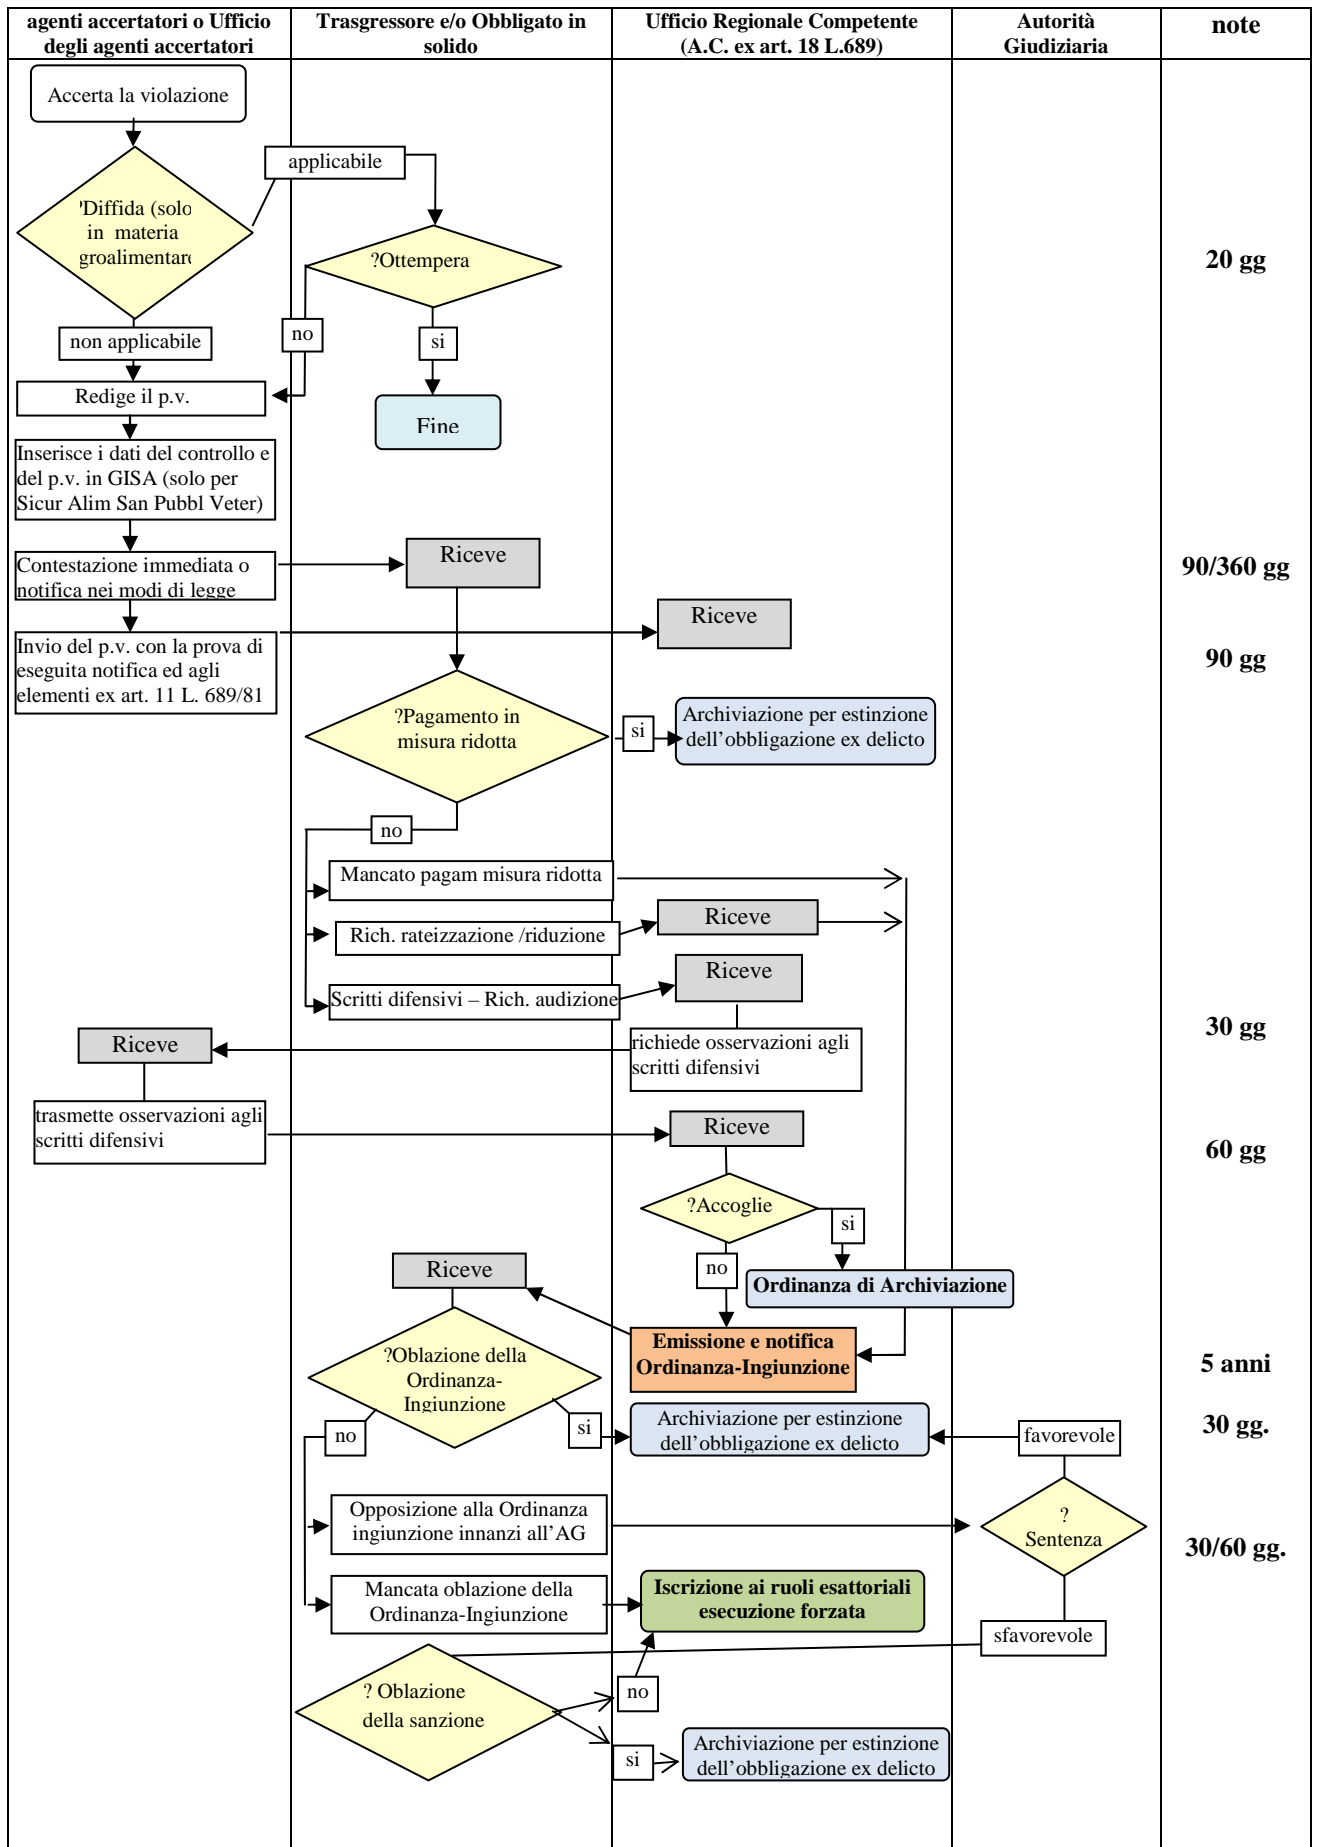 agenti accertatori o Ufficio
degli agenti accertatori
Trasgressore e/o Obbligato in
solido
Ufficio Regionale Competente
(A.C. ex art. 18 L.689)
Autorità
Giudiziaria
note
Accerta la violazione
applicabile
?Diffida (solo
in materia
groalimentare
?Ottempera
20 gg
no
si
non applicabile
Redige il p.v.
Fine
Inserisce i dati del controllo e
del p.v. in GISA (solo per
Sicur Alim San Pubbl Veter)
Contestazione immediata o
notifica nei modi di legge
Riceve
90/360 gg
Riceve
Invio del p.v. con la prova di
eseguita notifica ed agli
elementi ex art. 11 L. 689/81
90 gg
?Pagamento in
misura ridotta
si
Archiviazione per estinzione
dell’obbligazione ex delicto
no
Mancato pagam misura ridotta
Rich. rateizzazione /riduzione
Riceve
Scritti difensivi – Rich. audizione
Riceve
30 gg
richiede osservazioni agli
scritti difensivi
Riceve
trasmette osservazioni agli
scritti difensivi
Riceve
60 gg
?Accoglie
si
no
Ordinanza di Archiviazione
Riceve
Emissione e notifica
Ordinanza-Ingiunzione
5 anni
?Oblazione della
Ordinanza-
Ingiunzione
no
si
Archiviazione per estinzione
dell’obbligazione ex delicto
favorevole
30 gg.
Opposizione alla Ordinanza
ingiunzione innanzi all’AG
?
Sentenza
30/60 gg.
Mancata oblazione della
Ordinanza-Ingiunzione
Iscrizione ai ruoli esattoriali
esecuzione forzata
sfavorevole
? Oblazione
della sanzione
no
si
Archiviazione per estinzione
dell’obbligazione ex delicto